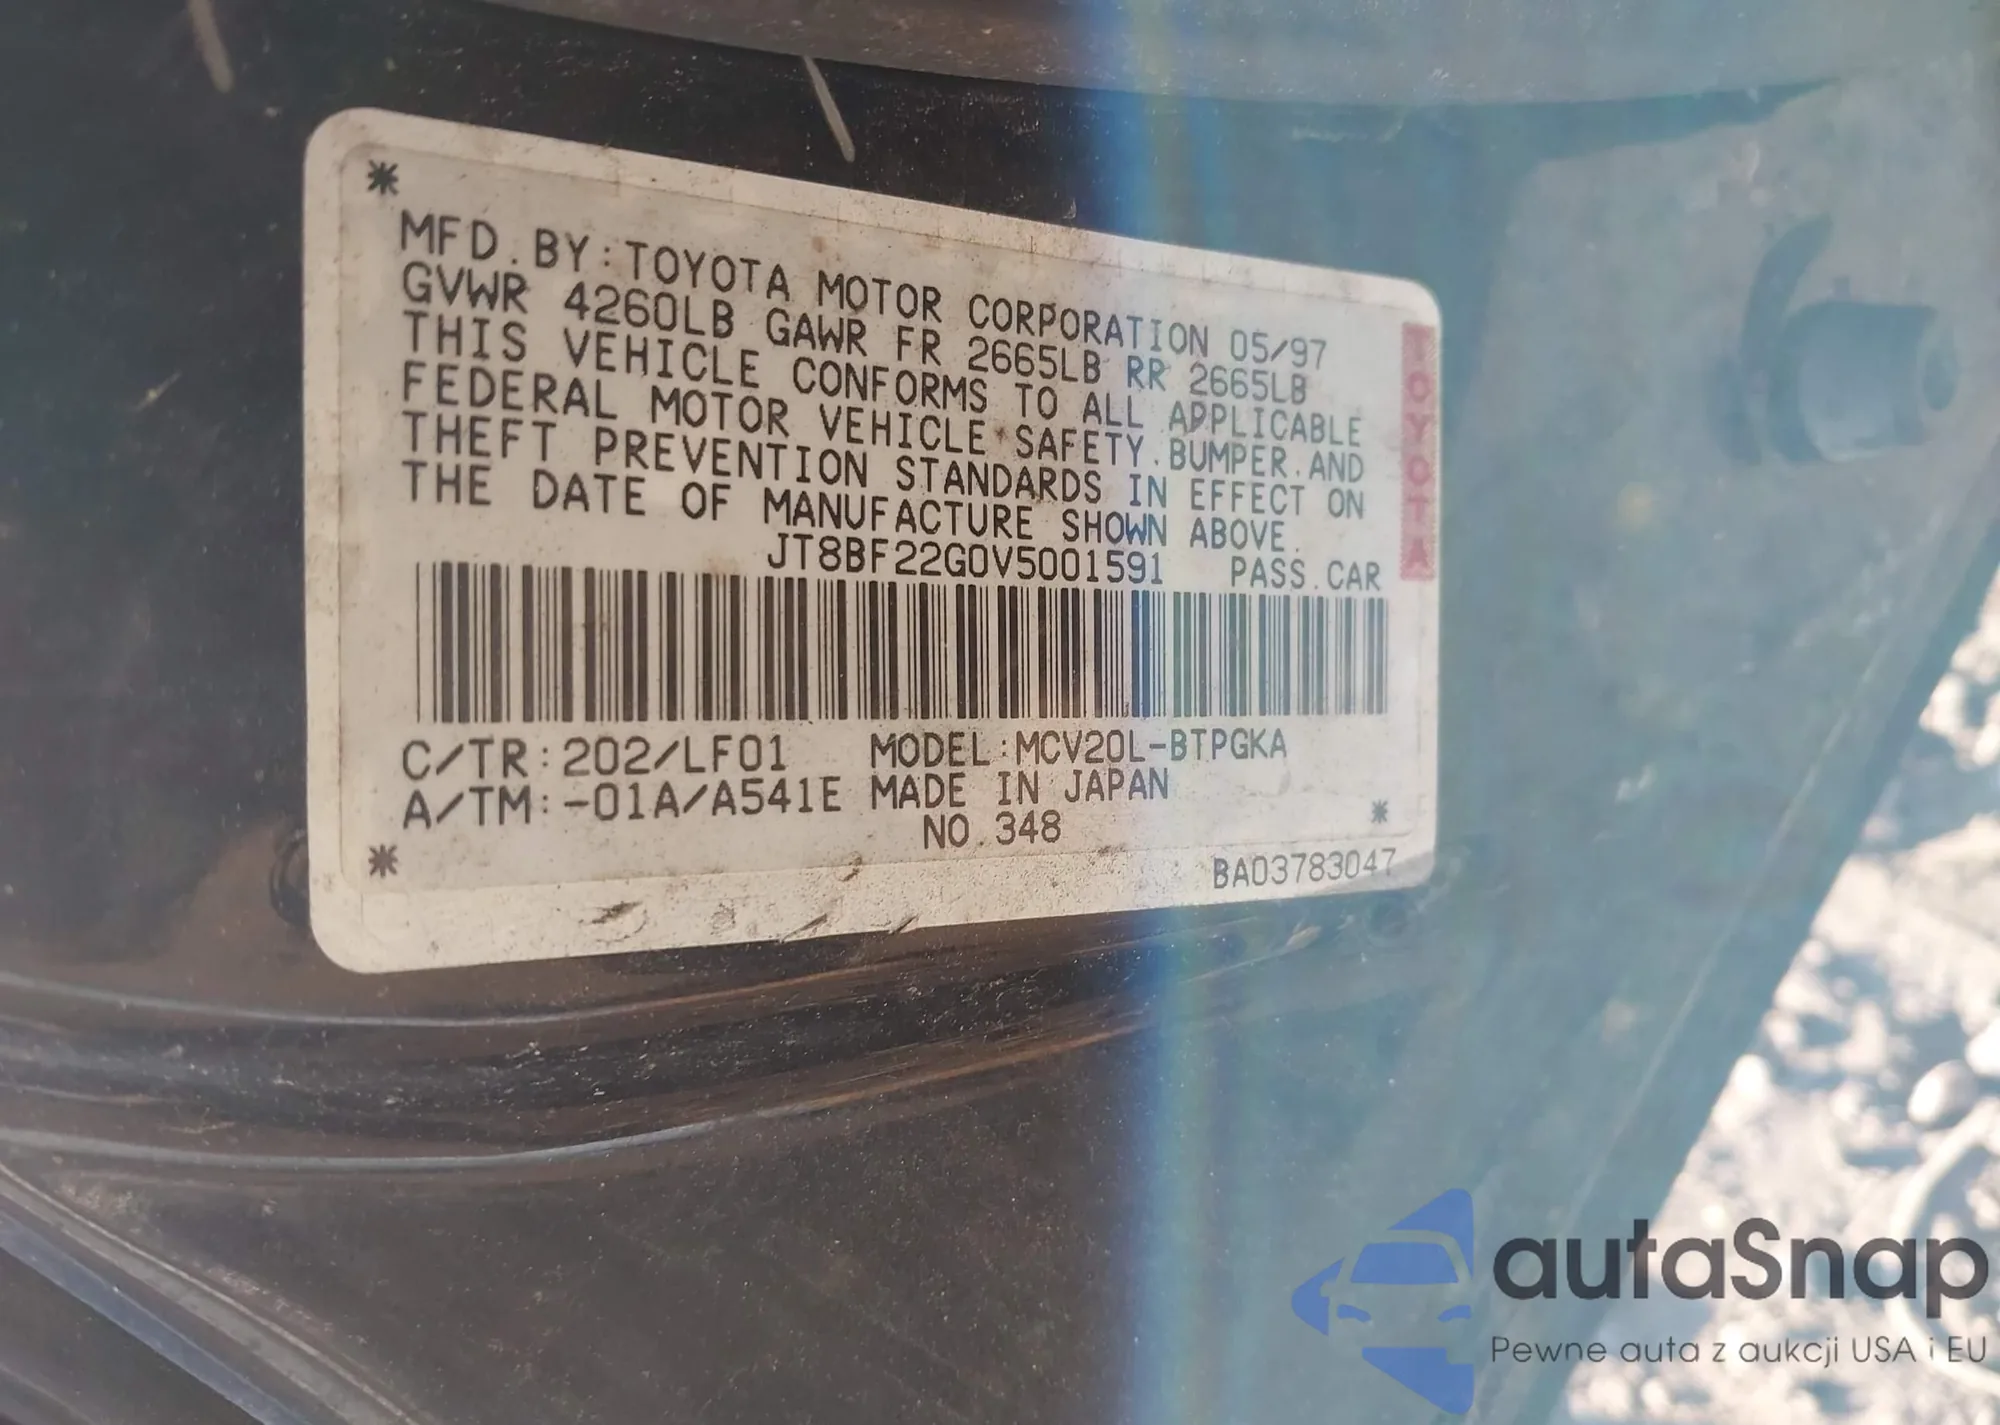 MFD.BY:TOYOTA MOTOR CORPORATION 05/97
GVWR 4260LB GAWR FR 2665LB RR 2665LB
THIS VEHICLE CONFORMS TO ALL APPLICABLE
FEDERAL MOTOR VEHICLE SAFETY.BUMPER.AND
THEFT PREVENTION STANDARDS IN EFFECT ON
THE DATE OF MANUFACTURE SHOWN ABOVE.
JT8BF22G0V5001591 PASS.CAR
TOYOTA
C/TR:202/LF01 MODEL:MCV20L-BTPGKA
A/TM:-01A/A541E MADE IN JAPAN
NO.348
BA03783047
autaSnap
Pewne auta z aukcji USA i EU